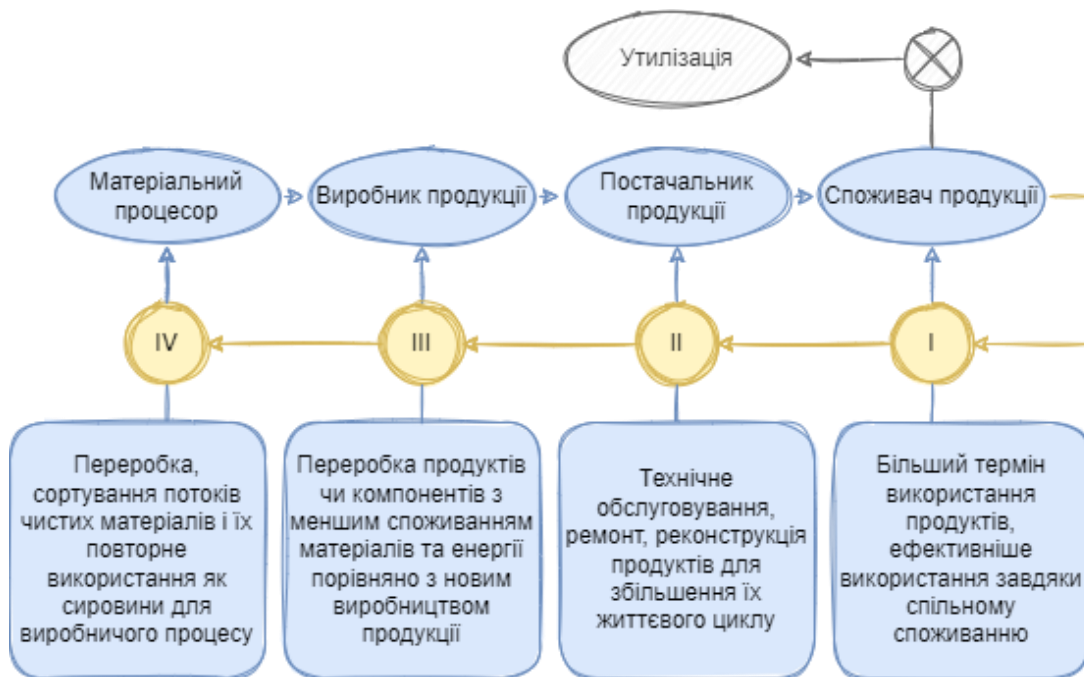 Утилізація
Матеріальний
процесор
Виробник продукції
Постачальник
продукції
Споживач продукції
IV
III
II
I
Переробка,
сортування потоків
чистих матеріалів і їх
повторне
використання як
сировини для
виробничого процесу
Переробка продуктів
чи компонентів з
меншим споживанням
матеріалів та енергії
порівняно з новим
виробництвом
продукції
Технічне
обслуговування,
ремонт, реконструкція
продуктів для
збільшення їх
життєвого циклу
Більший термін
використання
продуктів,
ефективніше
використання завдяки
спільному
споживанню